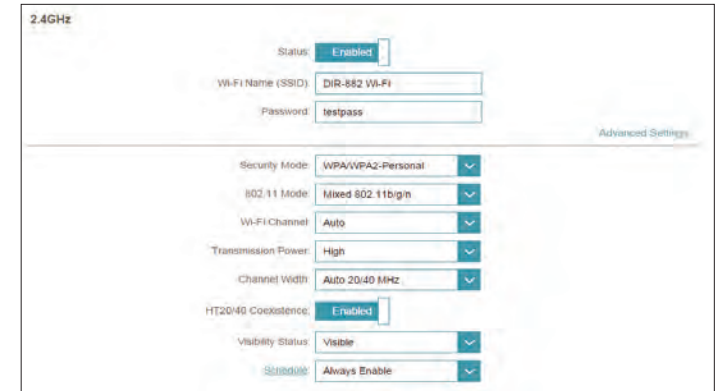 2.4GHz
Status: Enabled
Wi-Fi Name (SSID): DIR-882 Wi-Fi
Password: testpass
Advanced Settings
Security Mode: WPA/WPA2-Personal
802.11 Mode: Mixed 802.11b/g/n
Wi-Fi Channel: Auto
Transmission Power: High
Channel Width: Auto 20/40 MHz
HT20/40 Coexistence: Enabled
Visibility Status: Visible
Schedule: Always Enable